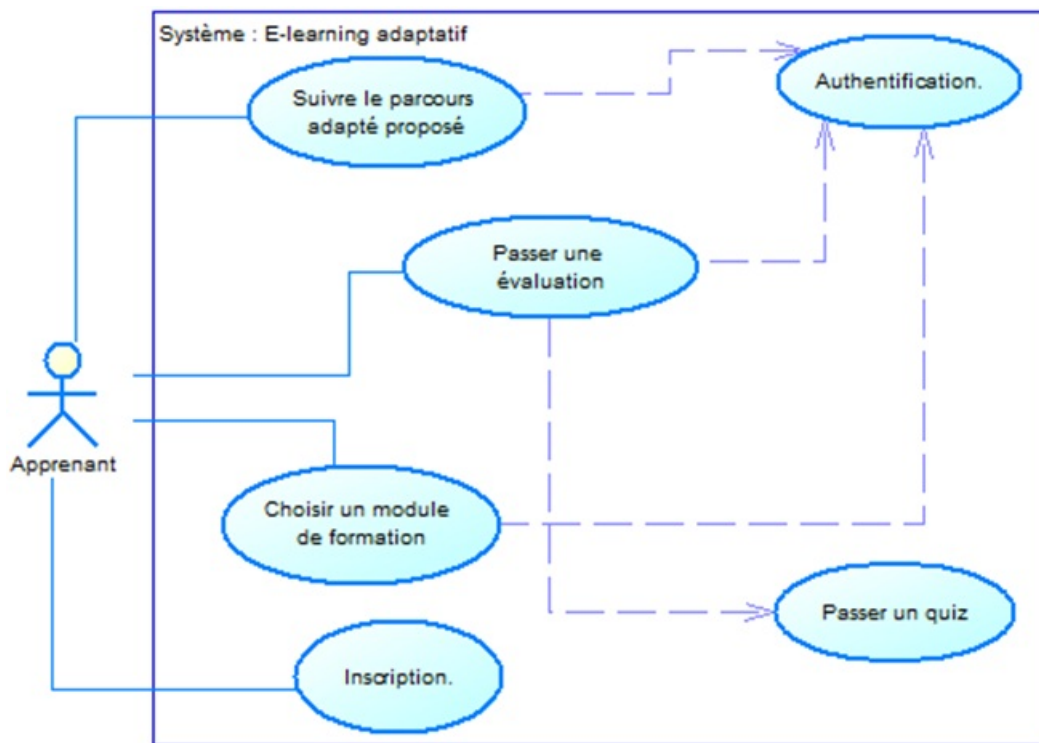 Système : E-learning adaptatif
Suivre le parcours
adapté proposé
Authentification.
Passer une
évaluation
Apprenant
Choisir un module
de formation
Passer un quiz
Inscription.